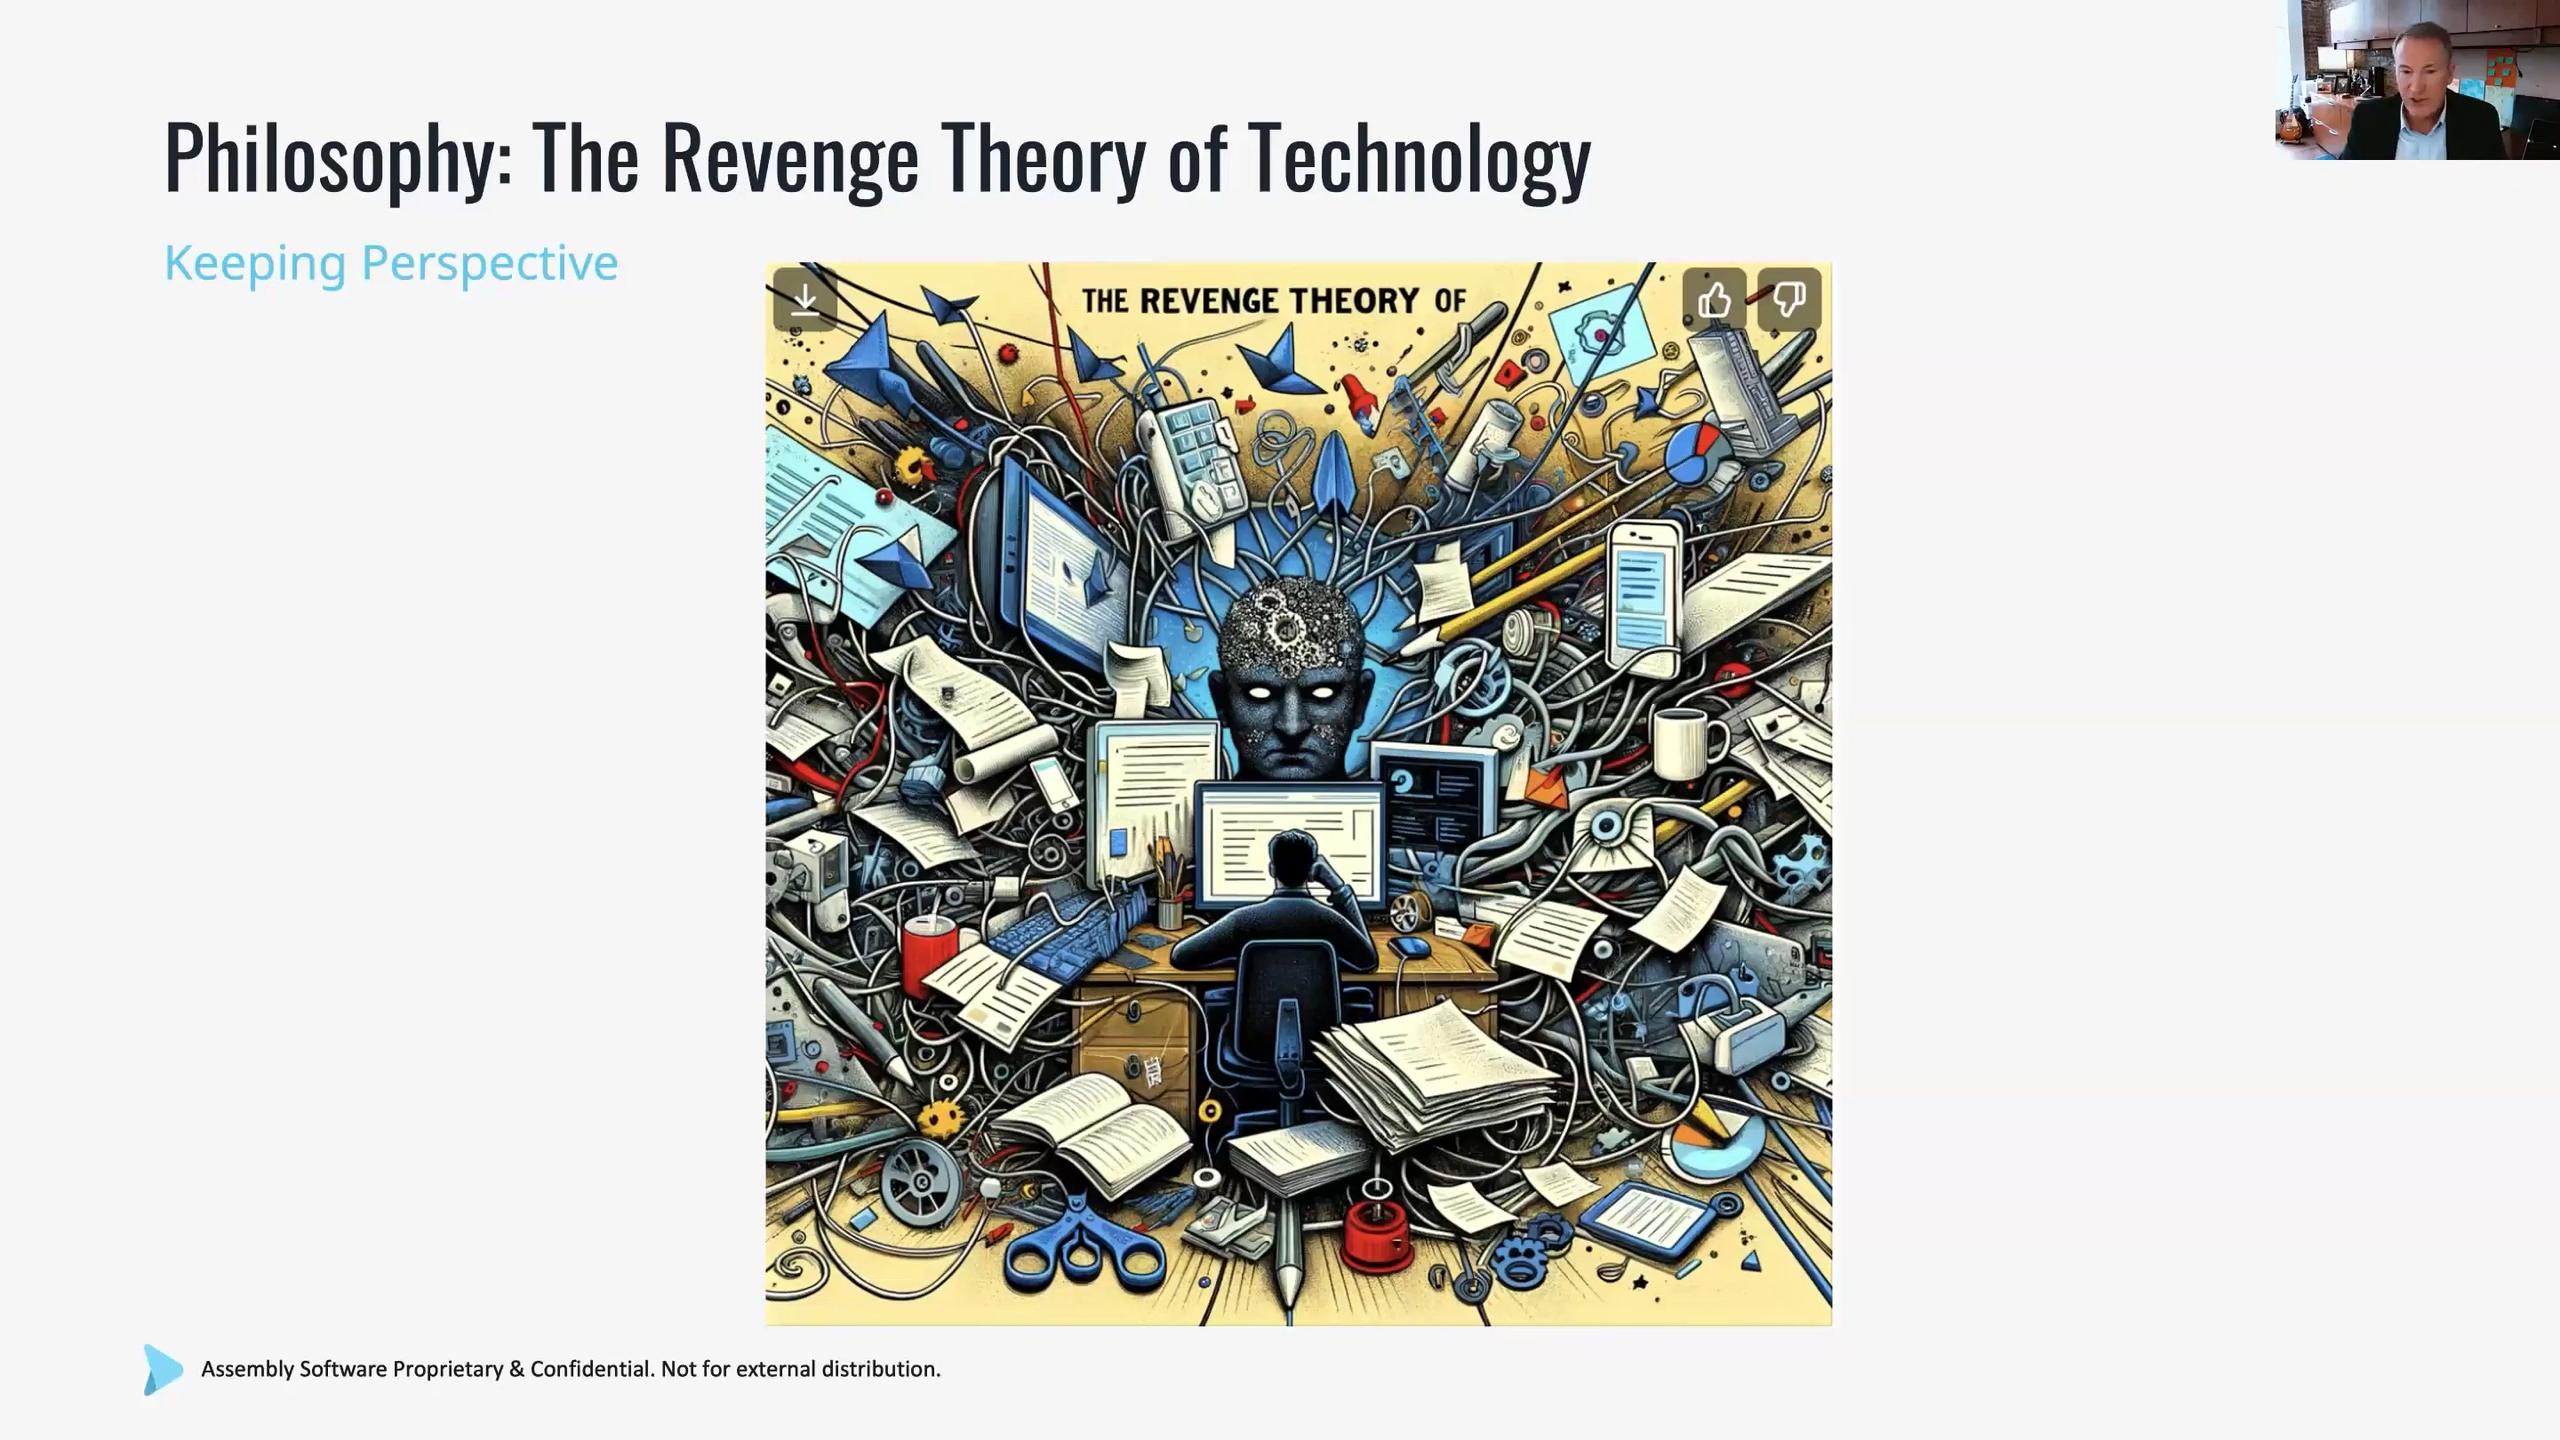 Philosophy: The Revenge Theory of Technology
Keeping Perspective
THE REVENGE THEORY OF
Assembly Software Proprietary & Confidential. Not for external distribution.